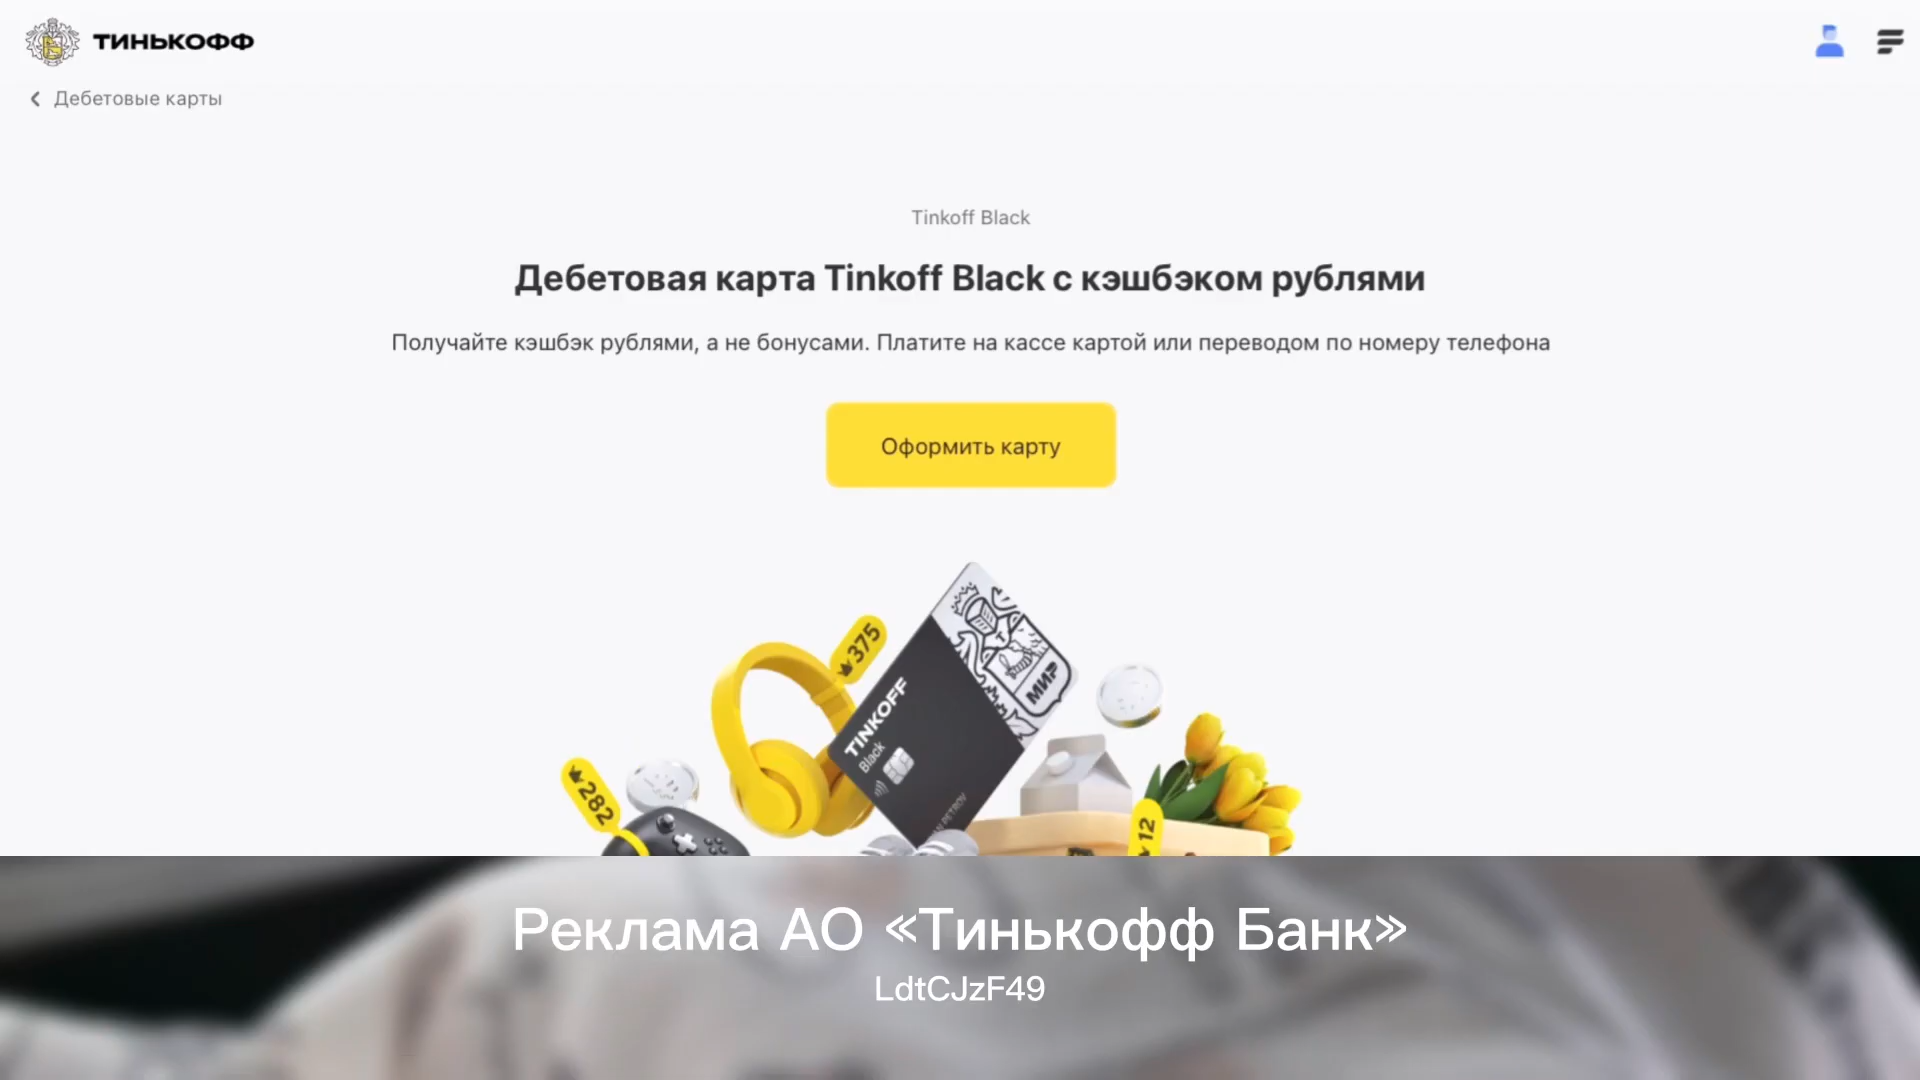 ТИНЬКОФФ
Дебетовые карты
Tinkoff Black
Дебетовая карта Tinkoff Black с кэшбэком рублями
Получайте кэшбэк рублями, а не бонусами. Платите на кассе картой или переводом по номеру телефона
Оформить карту
375
МИР
TINKOFF
Black
282
PETROV
12
Реклама АО «Тинькофф Банк»
LdtCJzF49